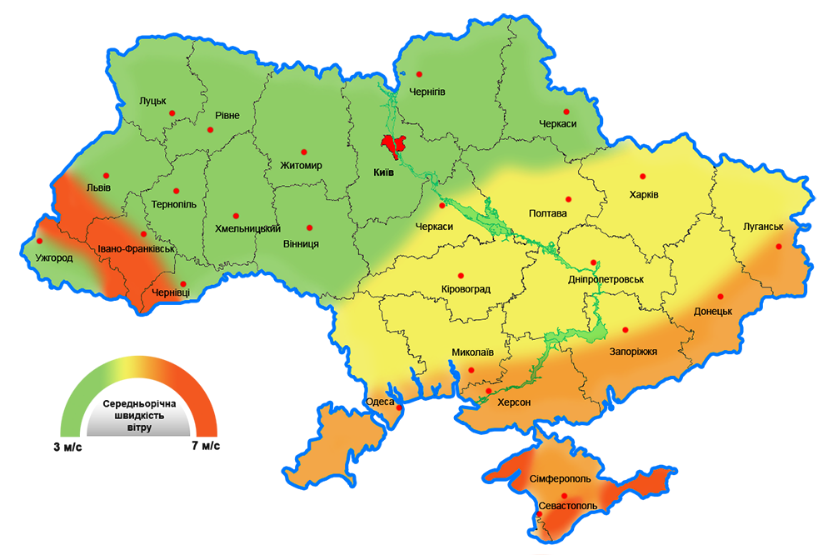 Чернігів
Луцьк
Рівне
Черкаси
Житомир
Київ
Львів
Тернопіль
Харків
Полтава
Хмельницький
Черкаси
Луганськ
Івано-Франківськ
Вінниця
Ужгород
Чернівці
Кіровоград
Дніпропетровськ
Донецьк
Миколаїв
Запоріжжя
Одеса
Херсон
Середньорічна
швидкість
вітру
3 м/с
7 м/с
Сімферополь
Севастополь